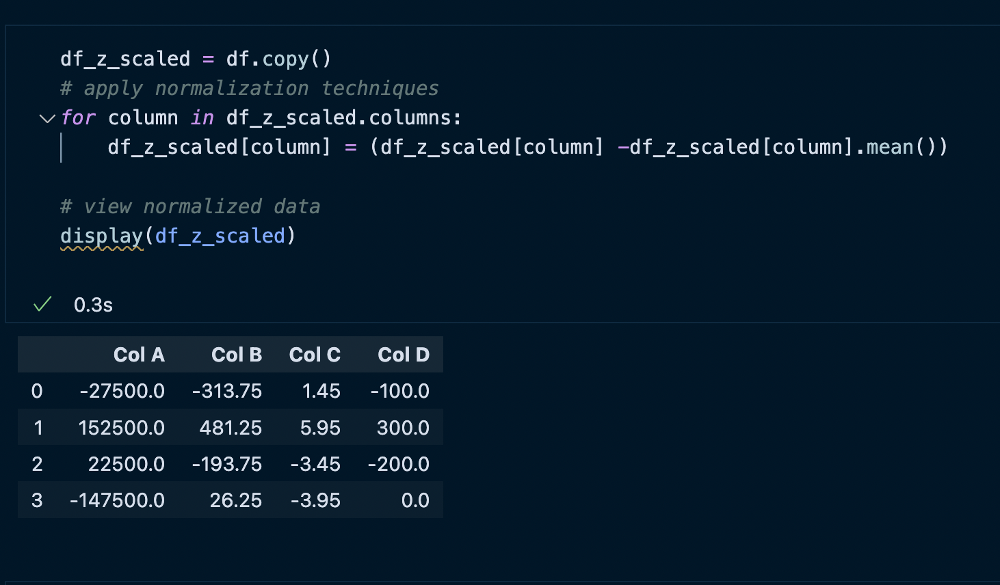 df_z_scaled = df.copy()
# apply normalization techniques
for column in df_z_scaled.columns:
    df_z_scaled[column] = (df_z_scaled[column] -df_z_scaled[column].mean())
# view normalized data
display(df_z_scaled)
0.3s
Col A Col B Col C Col D
0 -27500.0 -313.75 1.45 -100.0
1 152500.0 481.25 5.95 300.0
2 22500.0 -193.75 -3.45 -200.0
3 -147500.0 26.25 -3.95 0.0